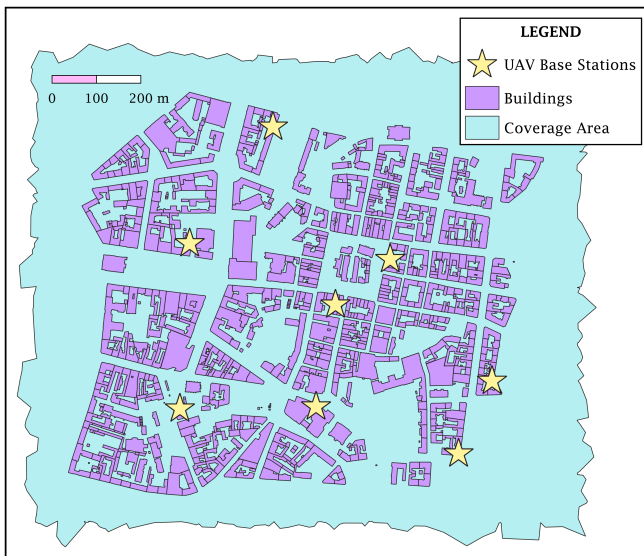 LEGEND
UAV Base Stations
Buildings
Coverage Area
0 100 200 m